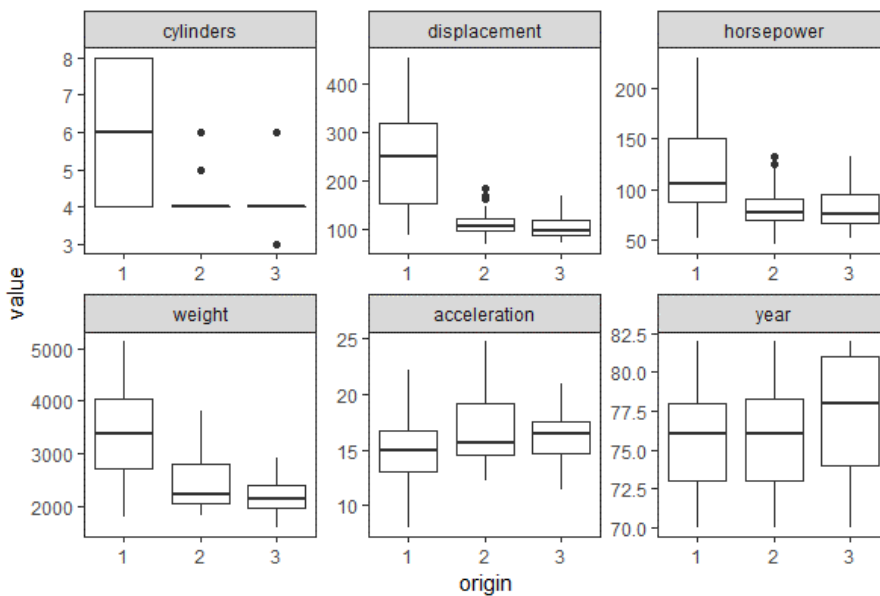 cylinders
displacement
horsepower
8
7
6
5
4
3
400
300
200
100
200
150
100
50
1 2 3
1 2 3
1 2 3
value
weight
acceleration
year
5000
4000
3000
2000
25
20
15
10
82.5
80.0
77.5
75.0
72.5
70.0
1 2 3
1 2 3
1 2 3
origin